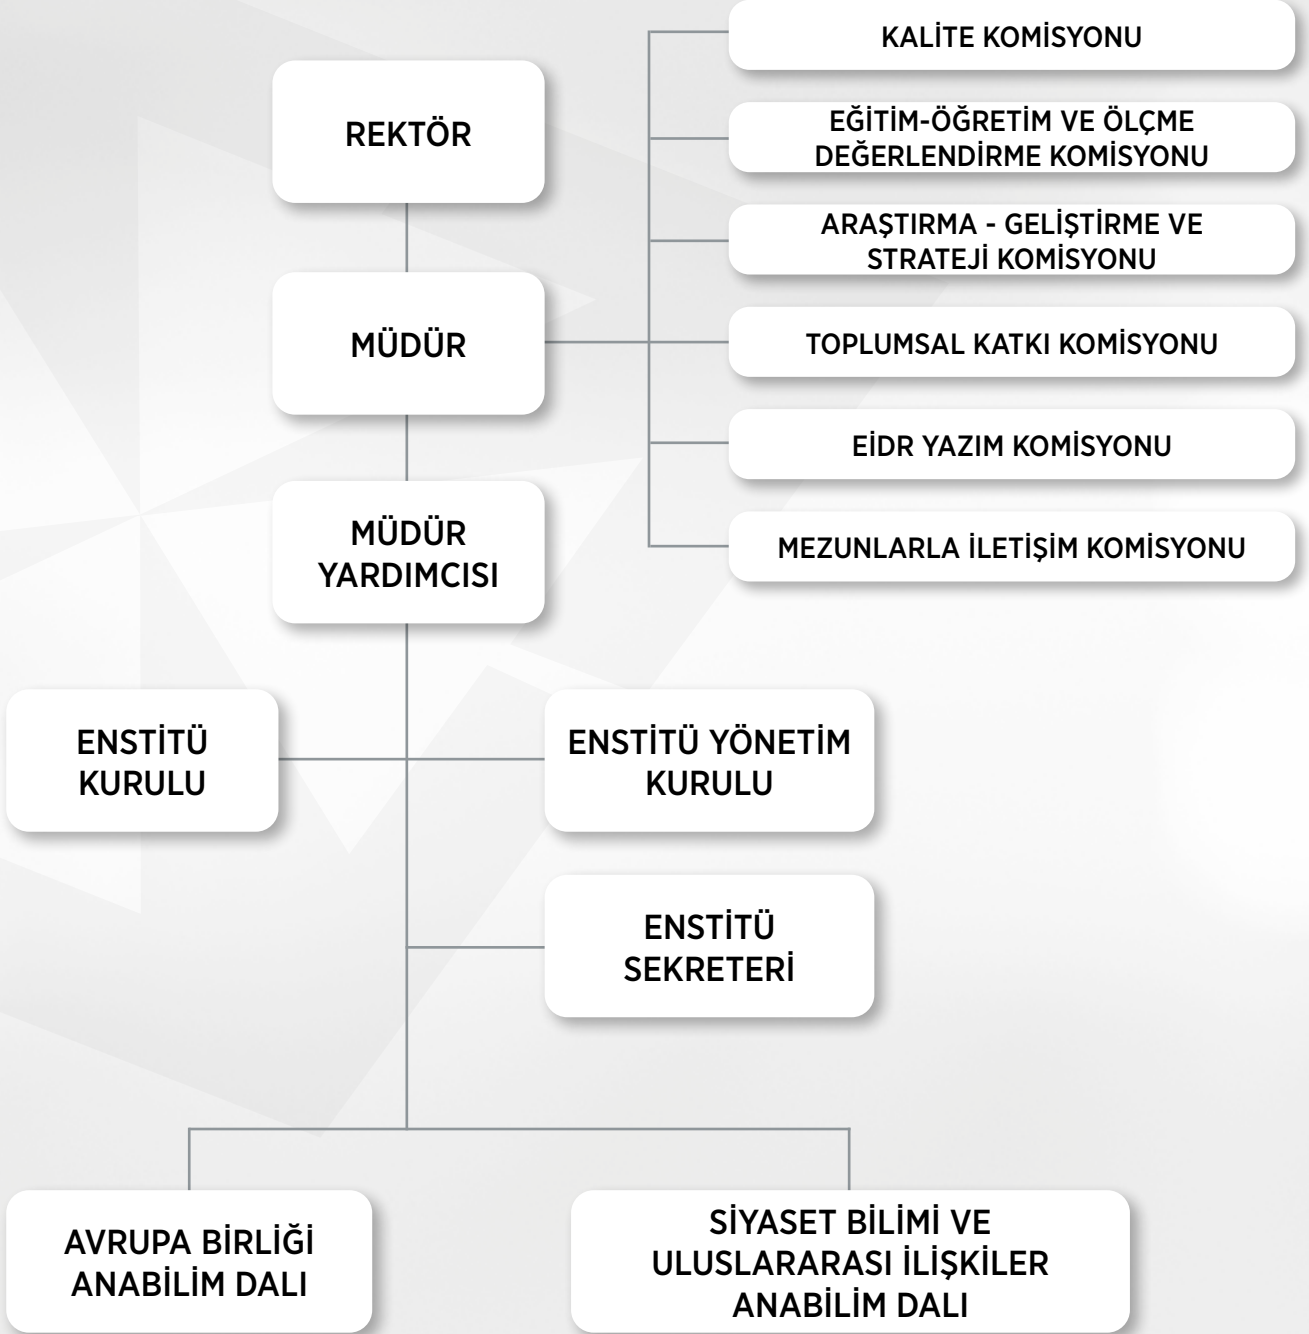 REKTÖR
MÜDÜR
MÜDÜR
YARDIMCISI
KALİTE KOMİSYONU
EĞİTİM-ÖĞRETİM VE ÖLÇME
DEĞERLENDİRME KOMİSYONU
ARAŞTIRMA - GELİŞTİRME VE
STRATEJİ KOMİSYONU
TOPLUMSAL KATKI KOMİSYONU
EİDR YAZIM KOMİSYONU
MEZUNLARLA İLETİŞİM KOMİSYONU
ENSTİTÜ
KURULU
ENSTİTÜ YÖNETİM
KURULU
ENSTİTÜ
SEKRETERİ
AVRUPA BİRLİĞİ
ANABİLİM DALI
SİYASET BİLİMİ VE
ULUSLARARASI İLİŞKİLER
ANABİLİM DALI